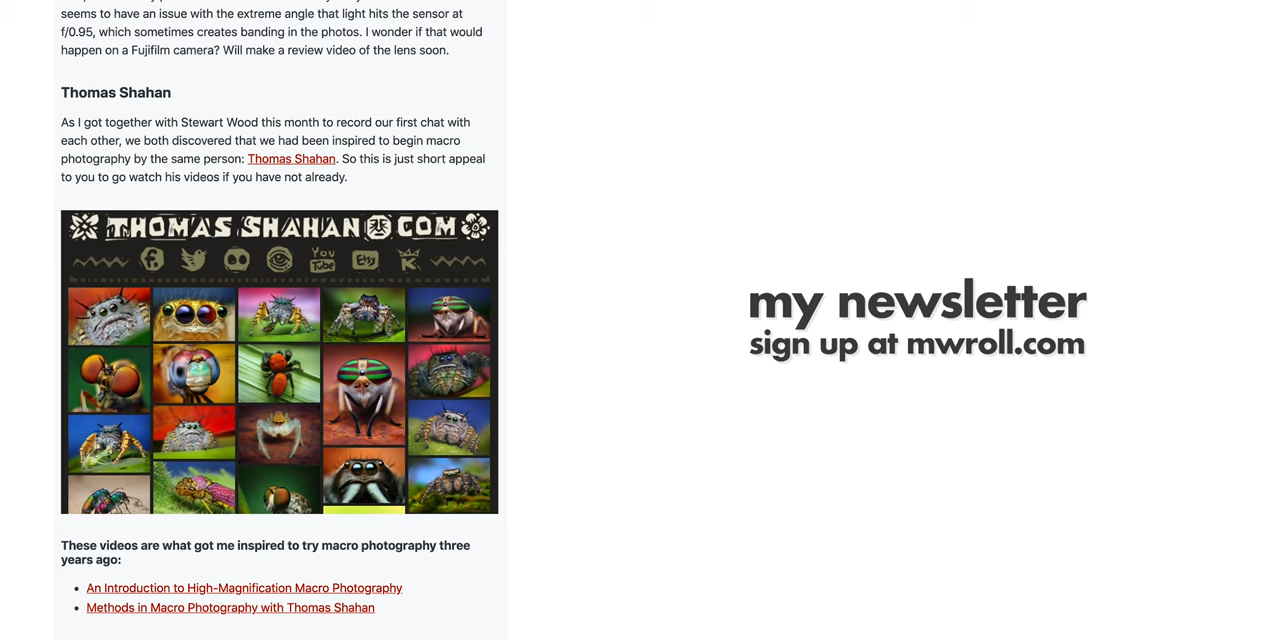 seems to have an issue with the extreme angle that light hits the sensor at
f/0.95, which sometimes creates banding in the photos. I wonder if that would
happen on a Fujifilm camera? Will make a review video of the lens soon.
Thomas Shahan
As I got together with Stewart Wood this month to record our first chat with
each other, we both discovered that we had been inspired to begin macro
photography by the same person: Thomas Shahan. So this is just short appeal
to you to go watch his videos if you have not already.
THOMAS SHAHAN COM
You
Tube
Etsy
These videos are what got me inspired to try macro photography three
years ago:
• An Introduction to High-Magnification Macro Photography
• Methods in Macro Photography with Thomas Shahan
my newsletter
sign up at mwroll.com